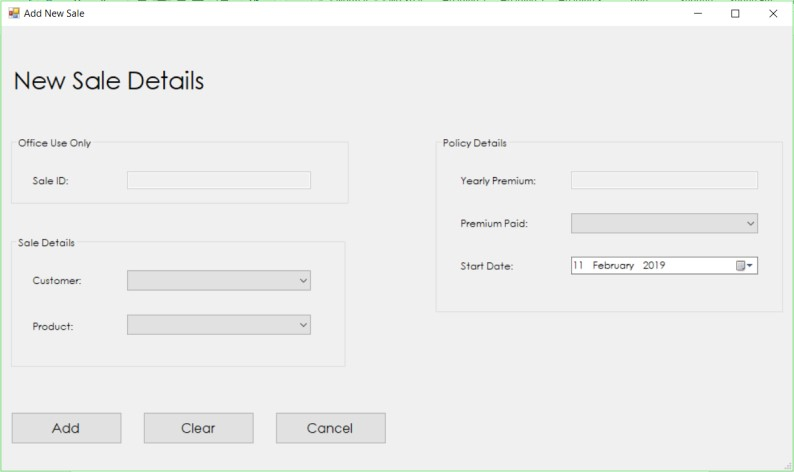 Add New Sale
New Sale Details
Office Use Only
Sale ID:
Sale Details
Customer:
Product:
Policy Details
Yearly Premium:
Premium Paid:
Start Date:
11 February 2019
Add
Clear
Cancel